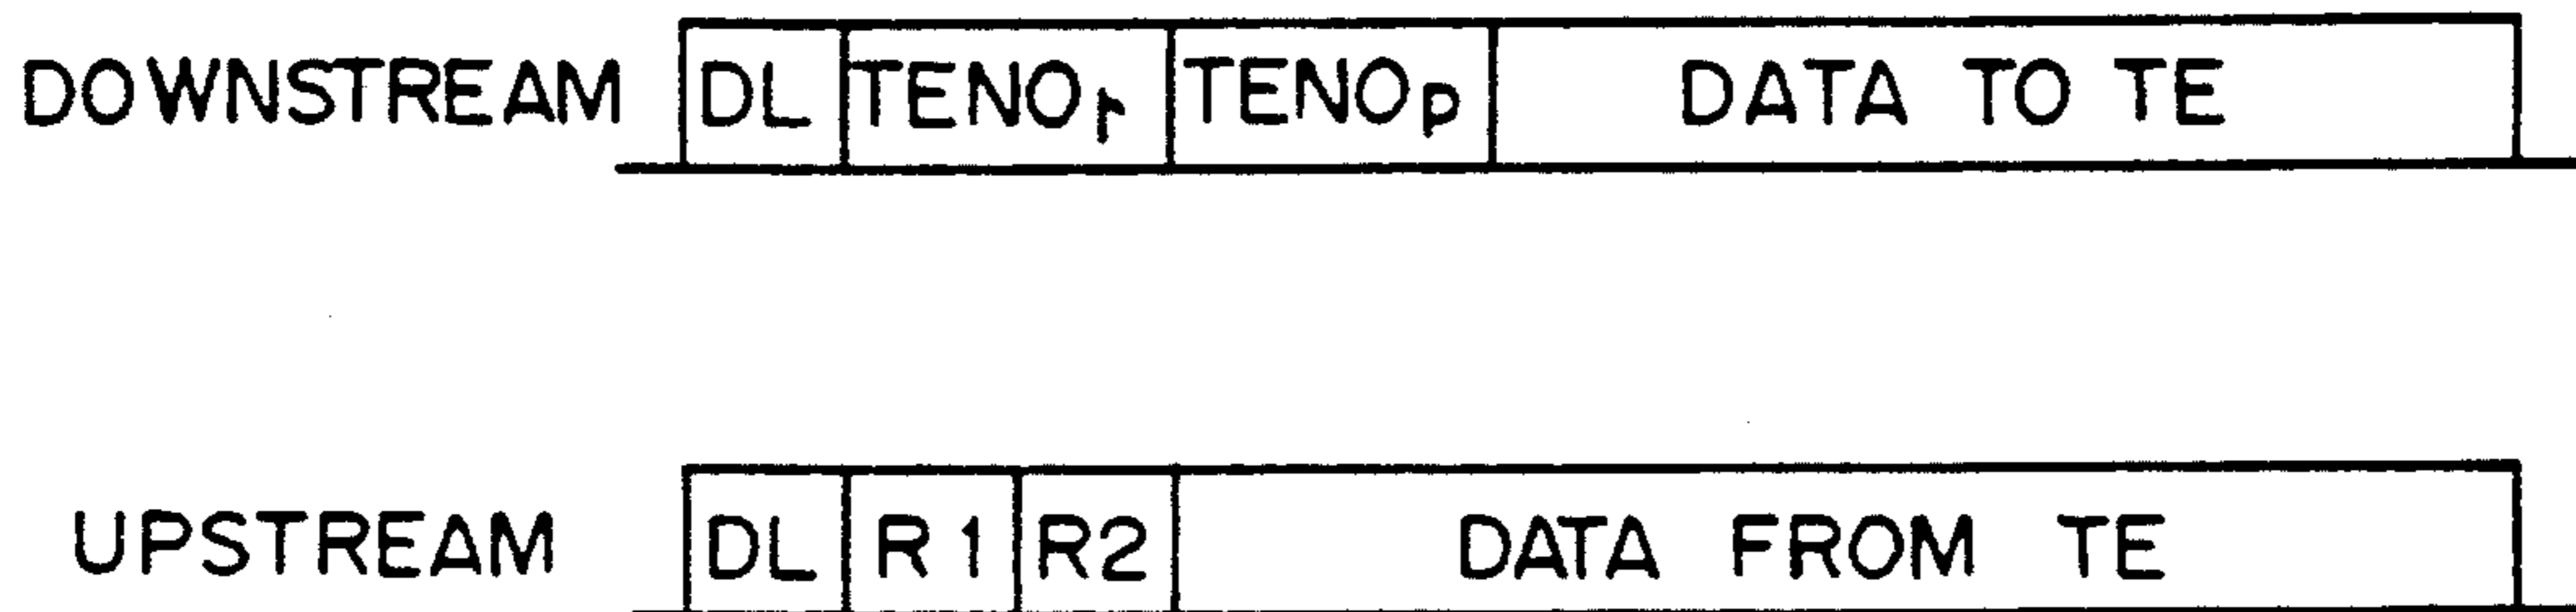 DOWNSTREAM DL TENOr TENOp DATA TO TE
UPSTREAM DL R1 R2 DATA FROM TE